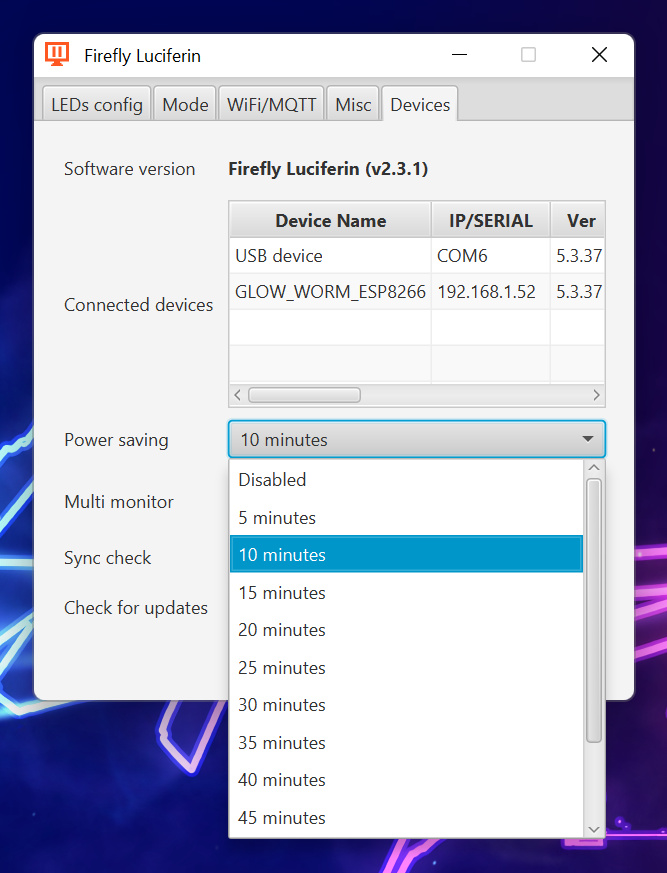 Firefly Luciferin
LEDs config Mode WiFi/MQTT Misc Devices
Software version Firefly Luciferin (v2.3.1)
Device Name IP/SERIAL Ver
USB device COM6 5.3.37
GLOW_WORM_ESP8266 192.168.1.52 5.3.37
Connected devices
Power saving 10 minutes
Disabled
Multi monitor
5 minutes
10 minutes
Sync check
15 minutes
Check for updates
20 minutes
25 minutes
30 minutes
35 minutes
40 minutes
45 minutes